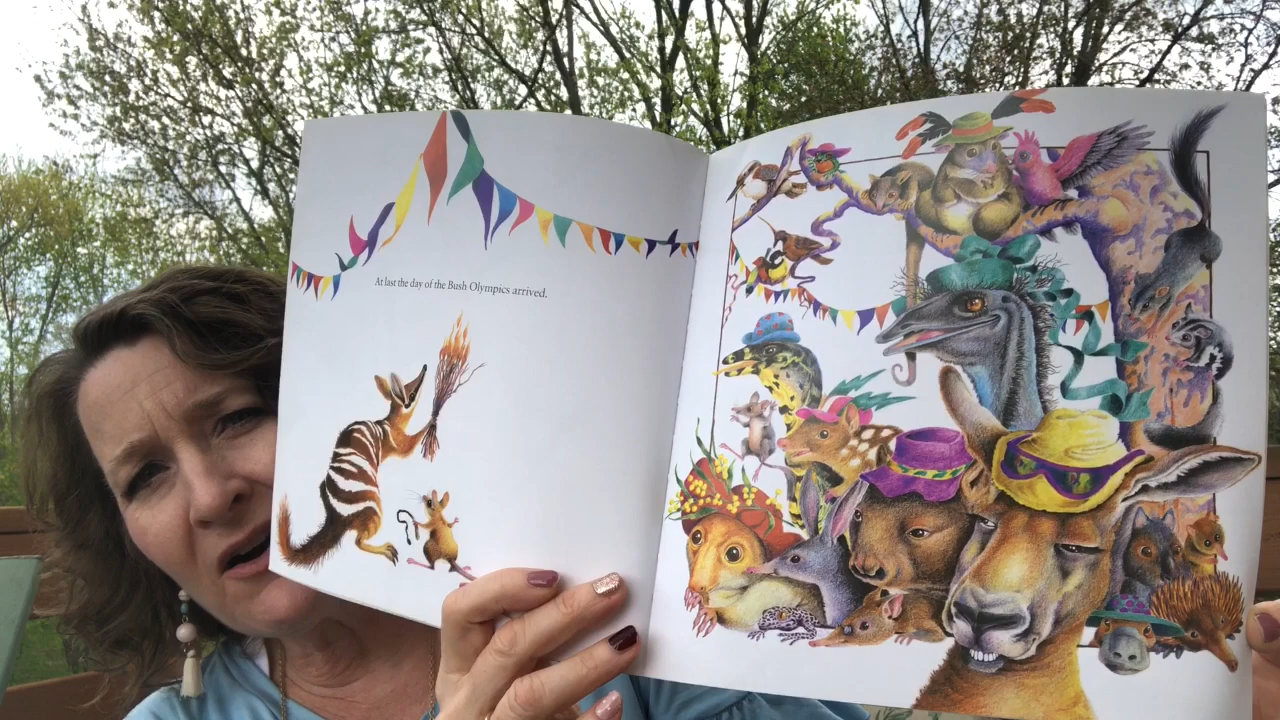 At last the day of the Bush Olympics arrived.